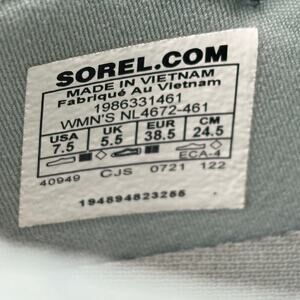 SOREL.COM
MADE IN VIETNAM
Fabriqué Au Vietnam
1986331461
WMN'S NL4672-461
USA UK EUR CM
7.5 5.5 38.5 24.5
ECA-4
40949 CJS 0721 122
194894823255